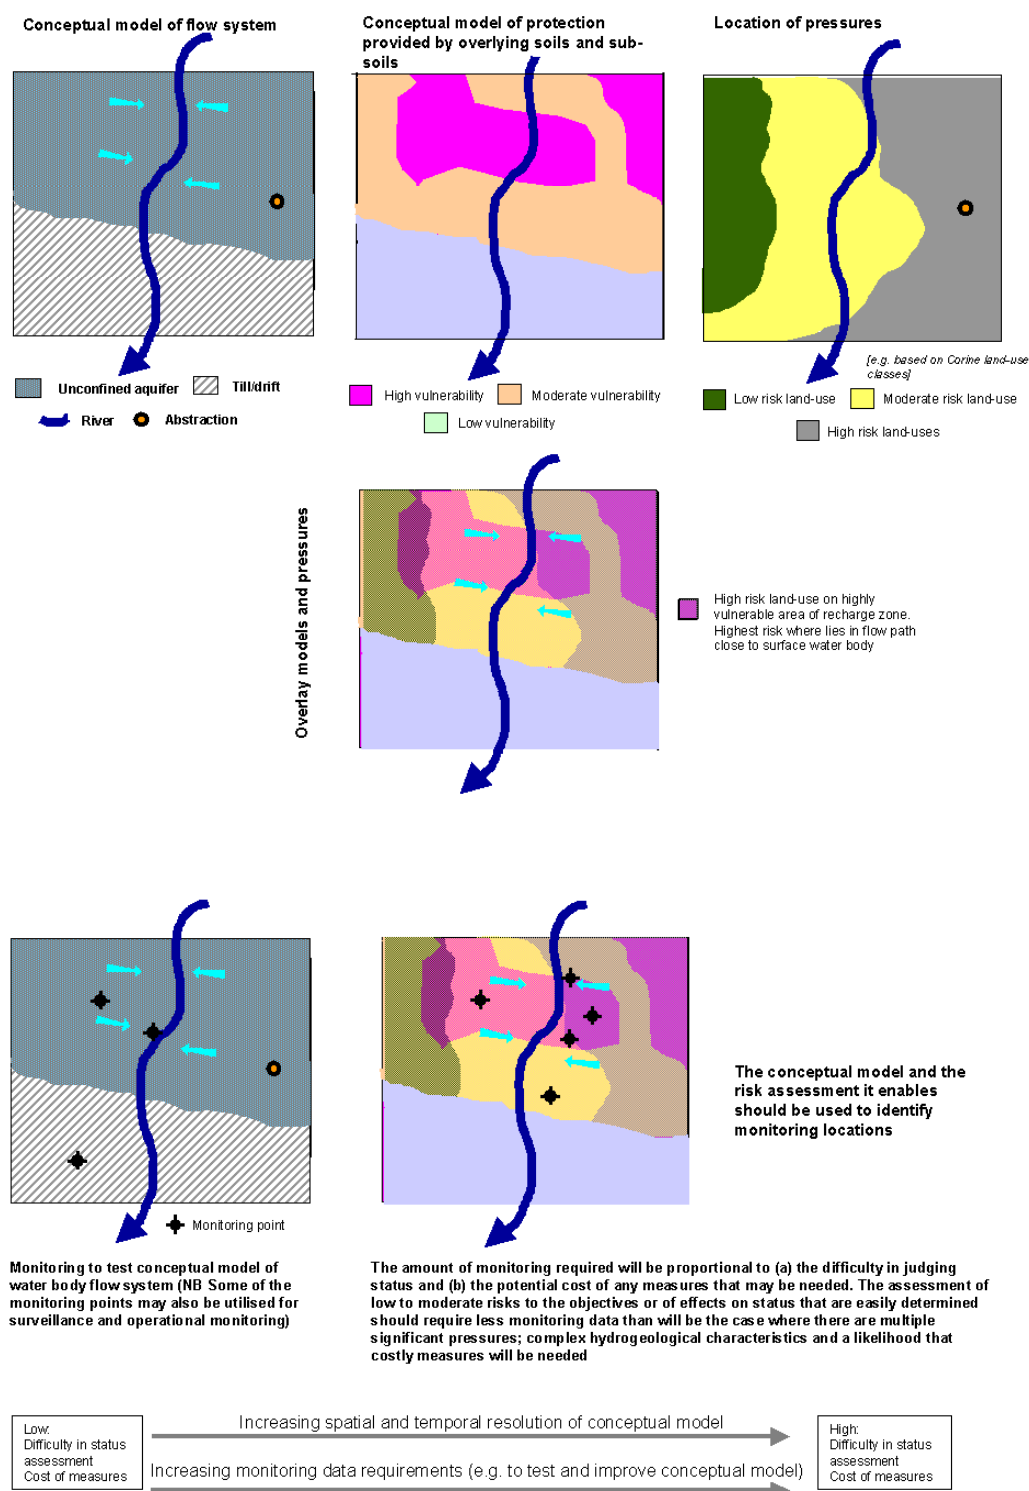 Conceptual model of flow system
Conceptual model of protection
provided by overlying soils and sub-
soils
Location of pressures
[e.g. based on Corine land-use
classes]
Unconfined aquifer
Till/drift
River
Abstraction
High vulnerability
Moderate vulnerability
Low vulnerability
Low risk land-use
Moderate risk land-use
High risk land-uses
Overlay models and pressures
High risk land-use on highly
vulnerable area of recharge zone.
Highest risk where lies in flow path
close to surface water body
The conceptual model and the
risk assessment it enables
should be used to identify
monitoring locations
Monitoring point
Monitoring to test conceptual model of
water body flow system (NB Some of the
monitoring points may also be utilised for
surveillance and operational monitoring)
The amount of monitoring required will be proportional to (a) the difficulty in judging
status and (b) the potential cost of any measures that may be needed. The assessment of
low to moderate risks to the objectives or of effects on status that are easily determined
should require less monitoring data than will be the case where there are multiple
significant pressures; complex hydrogeological characteristics and a likelihood that
costly measures will be needed
Low:
Difficulty in status
assessment
Cost of measures
Increasing spatial and temporal resolution of conceptual model
Increasing monitoring data requirements (e.g. to test and improve conceptual model)
High:
Difficulty in status
assessment
Cost of measures